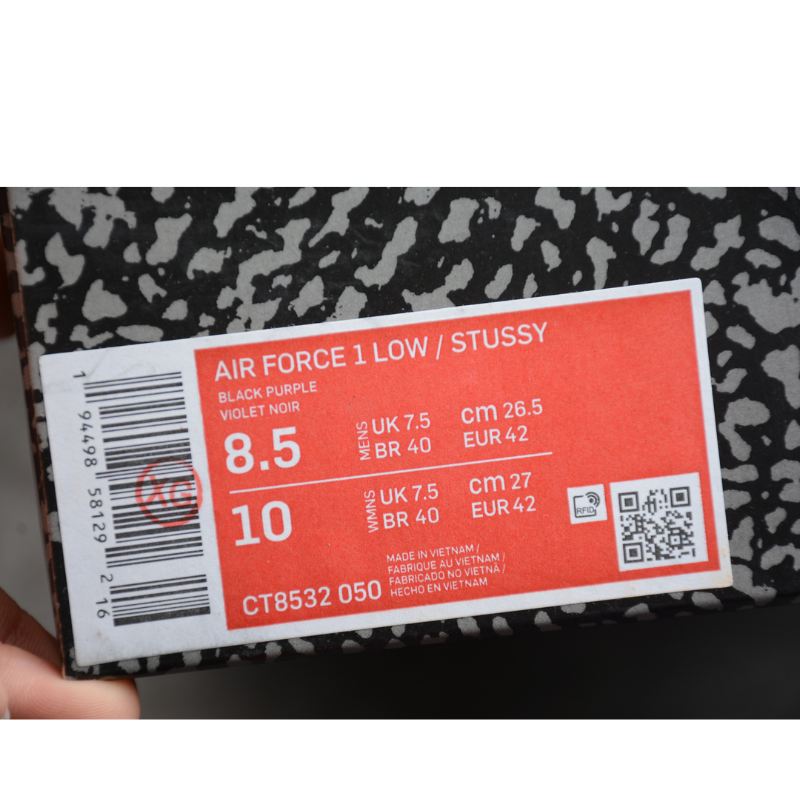 AIR FORCE 1 LOW / STUSSY
BLACK PURPLE
VIOLET NOIR
8.5
MENS
UK 7.5
cm 26.5
BR 40
EUR 42
10
WMNS
UK 7.5
cm 27
BR 40
EUR 42
RFID
MADE IN VIETNAM /
FABRIQUE AU VIETNAM /
FABRICADO NO VIETNÃ /
HECHO EN VIETNAM
CT8532 050
1 94498 58129 2 16
XG